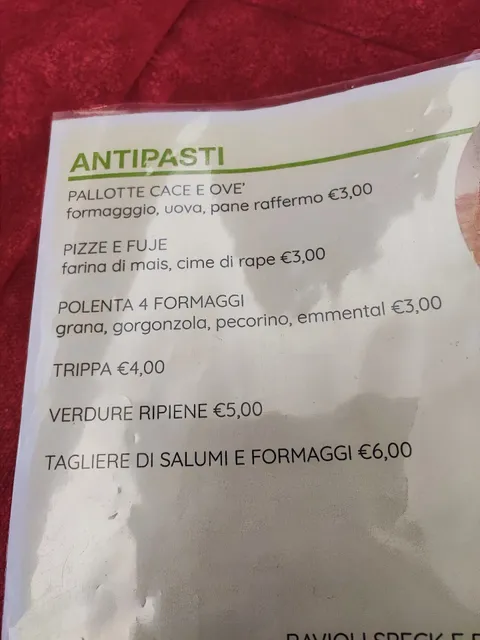 ANTIPASTI
PALLOTTE CACE E OVE'
formagggio, uova, pane raffermo €3,00
PIZZE E FUJE
farina di mais, cime di rape €3,00
POLENTA 4 FORMAGGI
grana, gorgonzola, pecorino, emmental €3,00
TRIPPA €4,00
VERDURE RIPIENE €5,00
TAGLIERE DI SALUMI E FORMAGGI €6,00
RAVIOLI SPECK E